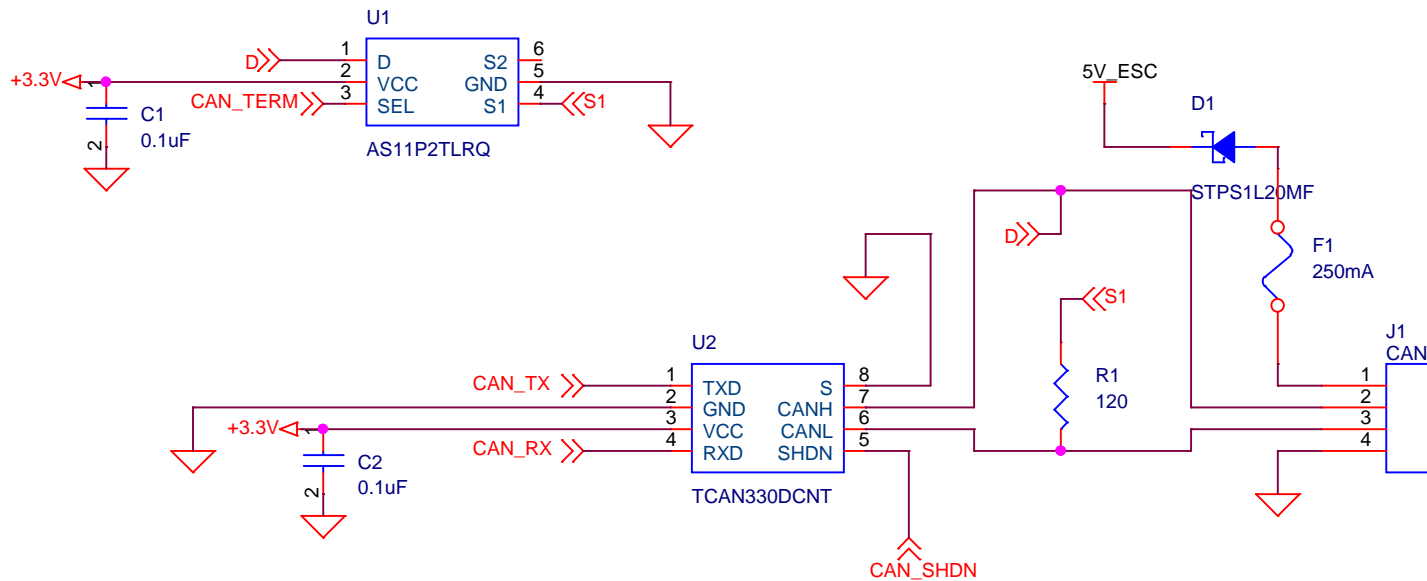 U1
D
1
D
S2
6
+3.3V
1
2
VCC
GND
5
CAN_TERM
3
SEL
S1
4
S1
C1
0.1uF
2
AS11P2TLRQ
5V_ESC
D1
STPS1L20MF
D
F1
250mA
S1
J1
CAN
U2
CAN_TX
1
TXD
S
8
2
GND
CANH
7
+3.3V
1
3
VCC
CANL
6
CAN_RX
4
RXD
SHDN
5
R1
120
1
2
3
4
C2
0.1uF
2
TCAN330DCNT
CAN_SHDN